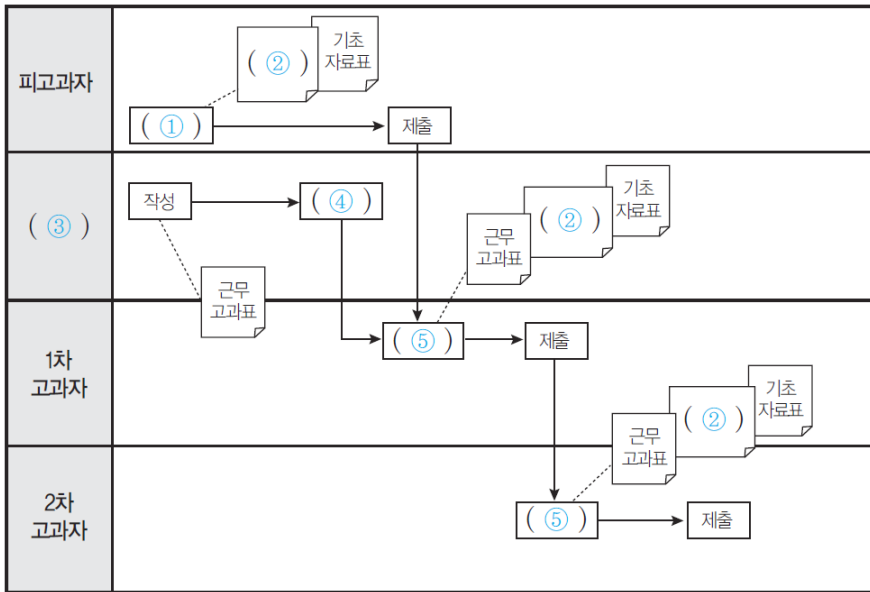 피고과자
( ② )
기초
자료표
( ① )
제출
( ③ )
작성
( ④ )
근무
고과표
( ② )
기초
자료표
근무
고과표
1차
고과자
( ⑤ )
제출
근무
고과표
( ② )
기초
자료표
2차
고과자
( ⑤ )
제출